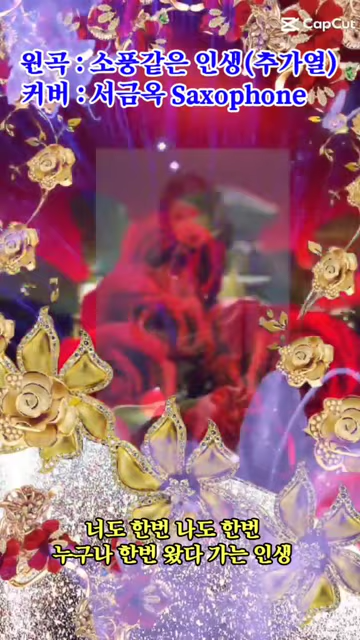 CapCut
원곡 : 소풍같은 인생(추가열)
커버 : 서금옥 Saxophone
너도 한번 나도 한번
누구나 한번 왔다 가는 인생